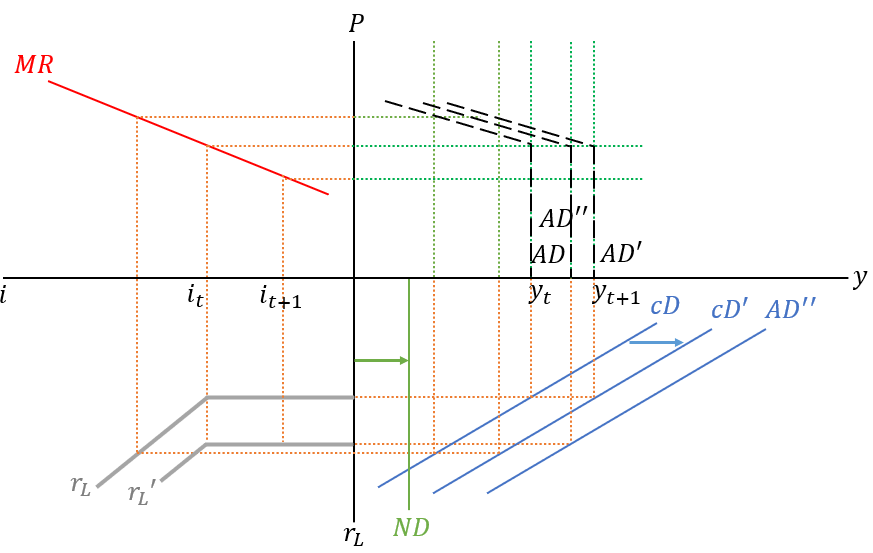 P
MR
AD''
AD
AD'
i
i_t
i_{t+1}
y_t
y_{t+1}
y
cD
cD'
AD''
r_L
r_L'
r_L
ND